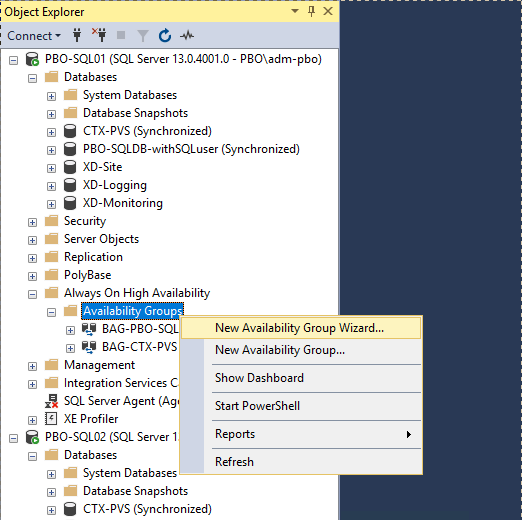 Object Explorer
Connect
PBO-SQL01 (SQL Server 13.0.4001.0 - PBO\adm-pbo)
Databases
System Databases
Database Snapshots
CTX-PVS (Synchronized)
PBO-SQLDB-withSQLuser (Synchronized)
XD-Site
XD-Logging
XD-Monitoring
Security
Server Objects
Replication
PolyBase
Always On High Availability
Availability Groups
BAG-PBO-SQL
BAG-CTX-PVS
Management
Integration Services C
SQL Server Agent (Age
XE Profiler
PBO-SQL02 (SQL Server 13
Databases
System Databases
Database Snapshots
CTX-PVS (Synchronized)
New Availability Group Wizard...
New Availability Group...
Show Dashboard
Start PowerShell
Reports
Refresh